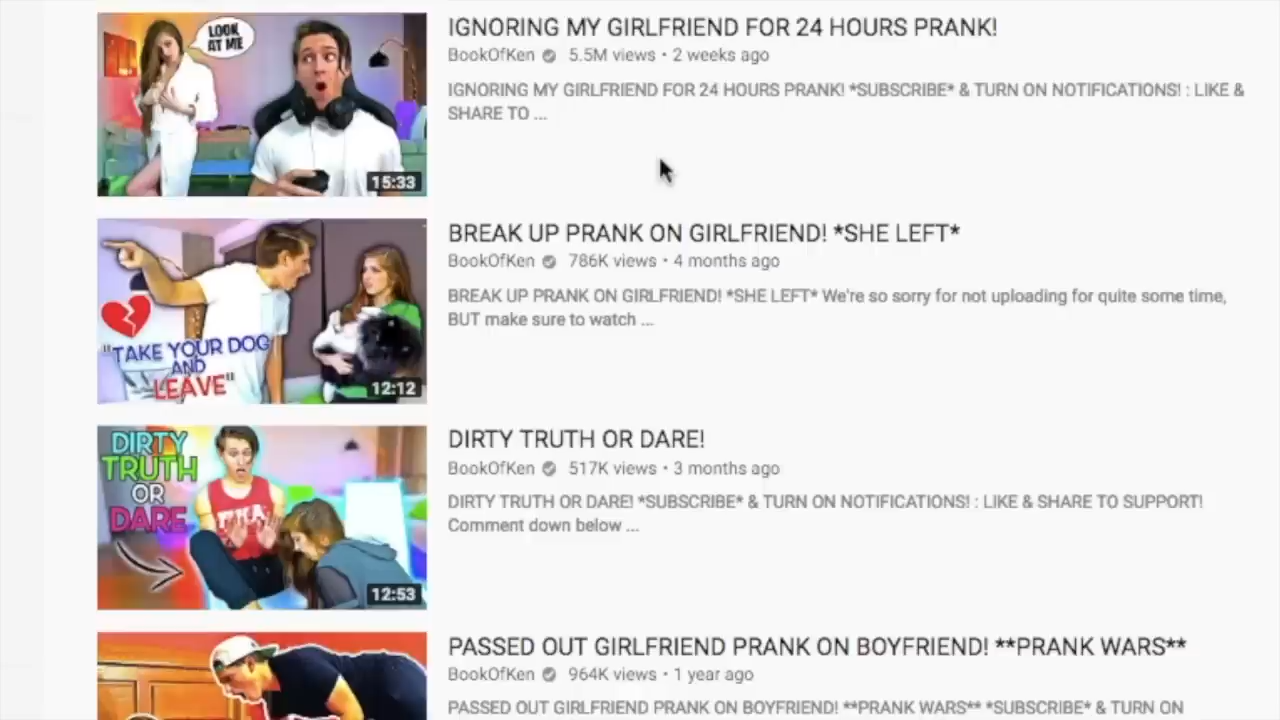 LOOK
AT ME
15:33
IGNORING MY GIRLFRIEND FOR 24 HOURS PRANK!
BookOfKen 5.5M views • 2 weeks ago
IGNORING MY GIRLFRIEND FOR 24 HOURS PRANK! *SUBSCRIBE* & TURN ON NOTIFICATIONS! : LIKE &
SHARE TO ...
"TAKE YOUR DOG
AND
LEAVE"
12:12
BREAK UP PRANK ON GIRLFRIEND! *SHE LEFT*
BookOfKen 786K views • 4 months ago
BREAK UP PRANK ON GIRLFRIEND! *SHE LEFT* We're so sorry for not uploading for quite some time,
BUT make sure to watch ...
DIRTY
TRUTH
OR
DARE
12:53
DIRTY TRUTH OR DARE!
BookOfKen 517K views • 3 months ago
DIRTY TRUTH OR DARE! *SUBSCRIBE* & TURN ON NOTIFICATIONS! : LIKE & SHARE TO SUPPORT!
Comment down below ...
PASSED OUT GIRLFRIEND PRANK ON BOYFRIEND! **PRANK WARS**
BookOfKen 964K views • 1 year ago
PASSED OUT GIRLFRIEND PRANK ON BOYFRIEND! **PRANK WARS** *SUBSCRIBE* & TURN ON